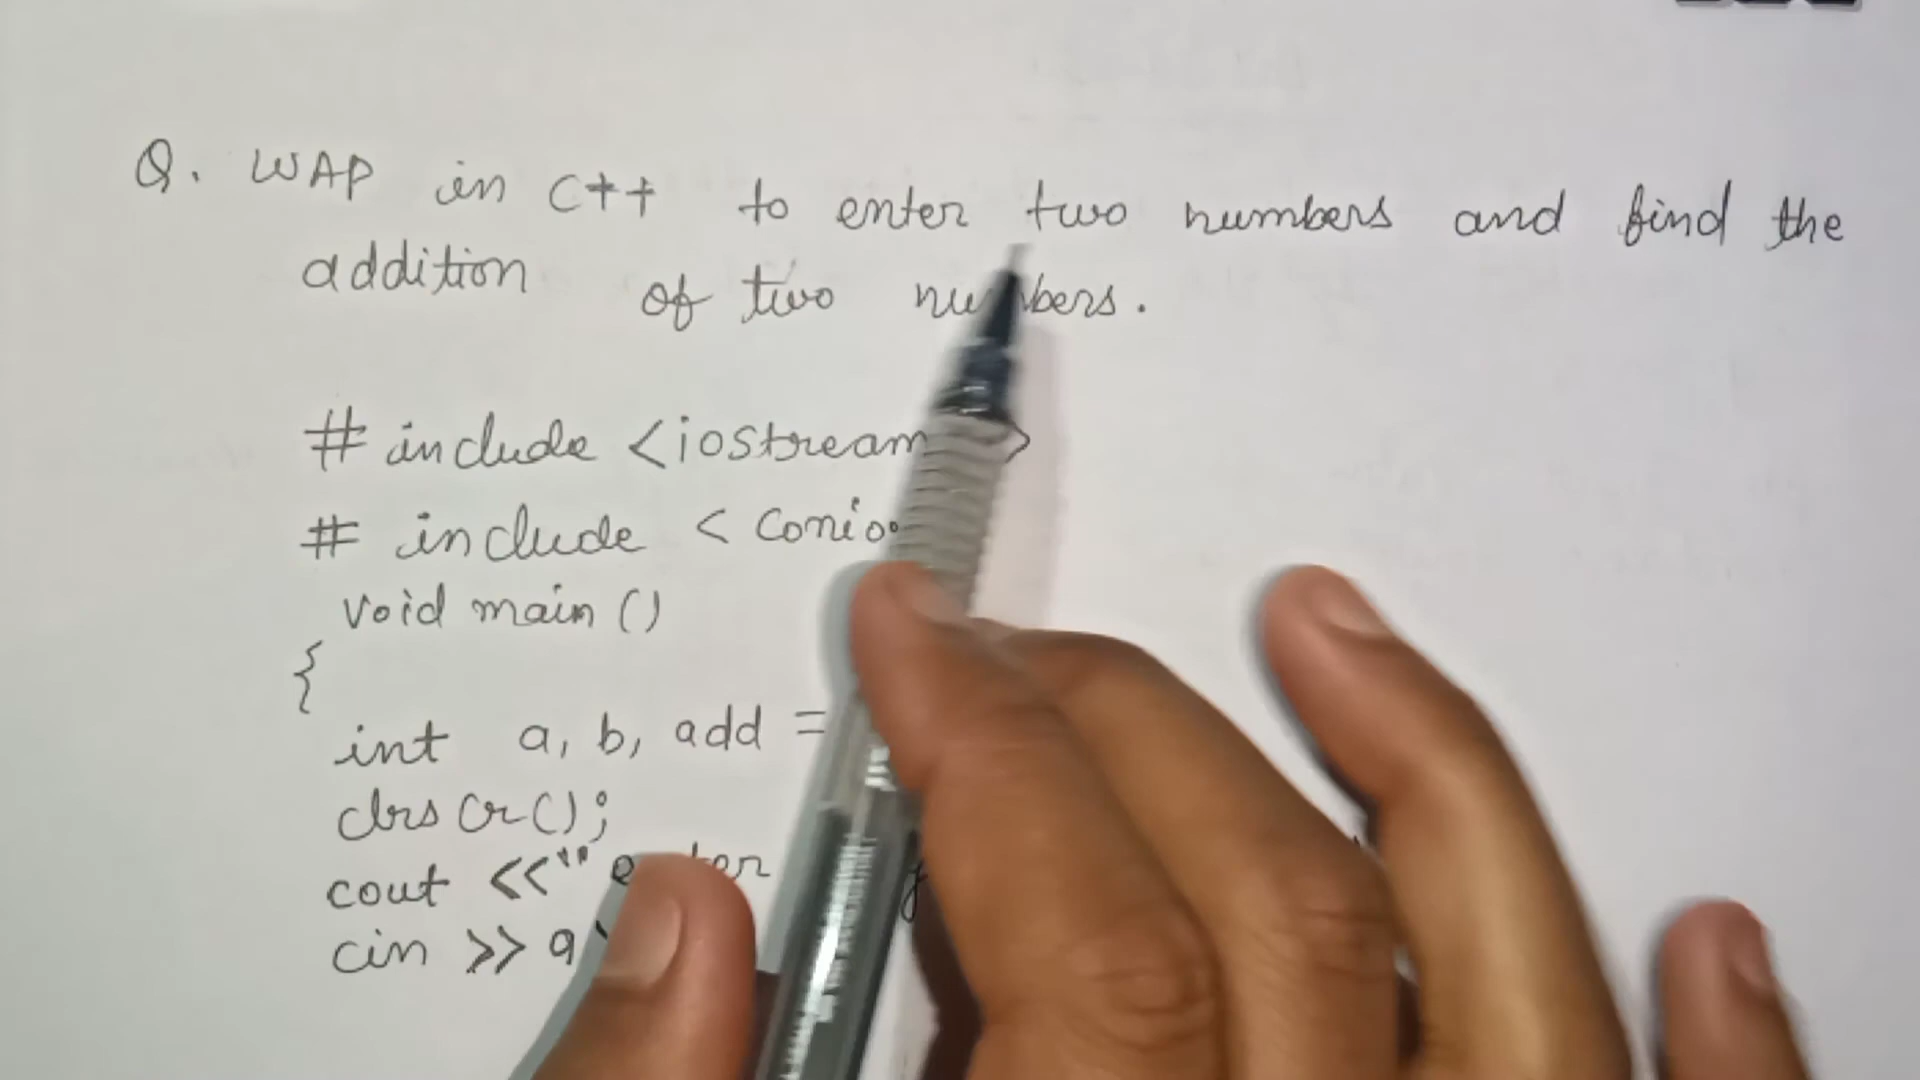 Q. WAP in C++ to enter two numbers and find the
addition of two numbers.
# include <iostream >
# include < conio.
void main ()
{
int a, b, add =
clrscr();
cout <<" enter
cin >> a